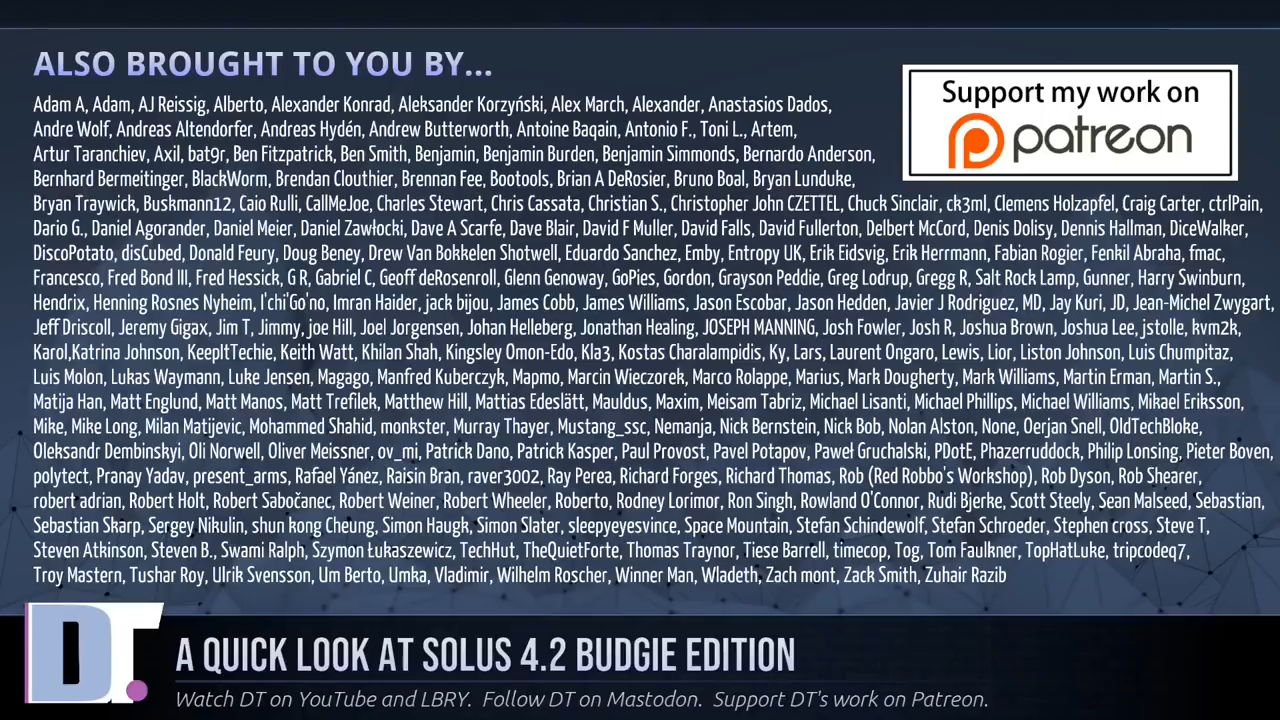 ALSO BROUGHT TO YOU BY...
Adam A, Adam, AJ Reissig, Alberto, Alexander Konrad, Aleksander Korzyński, Alex March, Alexander, Anastasios Dados,
Andre Wolf, Andreas Altendorfer, Andreas Hydén, Andrew Butterworth, Antoine Baqain, Antonio F., Toni L., Artem,
Artur Taranchiev, Axil, bat9r, Ben Fitzpatrick, Ben Smith, Benjamin, Benjamin Burden, Benjamin Simmonds, Bernardo Anderson,
Bernhard Bermeitinger, BlackWorm, Brendan Clouthier, Brennan Fee, Bootools, Brian A DeRosier, Bruno Boal, Bryan Lunduke,
Bryan Traywick, Buskmann12, Caio Rulli, CallMeJoe, Charles Stewart, Chris Cassata, Christian S., Christopher John CZETTEL, Chuck Sinclair, ck3ml, Clemens Holzapfel, Craig Carter, ctrlPain,
Dario G., Daniel Agorander, Daniel Meier, Daniel Zawłocki, Dave A Scarfe, Dave Blair, David F Muller, David Falls, David Fullerton, Delbert McCord, Denis Dolisy, Dennis Hallman, DiceWalker,
DiscoPotato, disCubed, Donald Feury, Doug Beney, Drew Van Bokkelen Shotwell, Eduardo Sanchez, Emby, Entropy UK, Erik Eidsvig, Erik Herrmann, Fabian Rogier, Fenkil Abraha, fmac,
Francesco, Fred Bond III, Fred Hessick, G R, Gabriel C, Geoff deRosenroll, Glenn Genoway, GoPies, Gordon, Grayson Peddie, Greg Lodrup, Gregg R, Salt Rock Lamp, Gunner, Harry Swinburn,
Hendrix, Henning Rosnes Nyheim, I'chi'Go'no, Imran Haider, jack bijou, James Cobb, James Williams, Jason Escobar, Jason Hedden, Javier J Rodriguez, MD, Jay Kuri, JD, Jean-Michel Zwygart,
Jeff Driscoll, Jeremy Gigax, Jim T, Jimmy, joe Hill, Joel Jorgensen, Johan Helleberg, Jonathan Healing, JOSEPH MANNING, Josh Fowler, Josh R, Joshua Brown, Joshua Lee, jstolle, kvm2k,
Karol,Katrina Johnson, KeepItTechie, Keith Watt, Khilan Shah, Kingsley Omon-Edo, Kla3, Kostas Charalampidis, Ky, Lars, Laurent Ongaro, Lewis, Lior, Liston Johnson, Luis Chumpitaz,
Luis Molon, Lukas Waymann, Luke Jensen, Magago, Manfred Kuberczyk, Mapmo, Marcin Wieczorek, Marco Rolappe, Marius, Mark Dougherty, Mark Williams, Martin Erman, Martin S.,
Matija Han, Matt Englund, Matt Manos, Matt Trefilek, Matthew Hill, Mattias Edeslätt, Mauldus, Maxim, Meisam Tabriz, Michael Lisanti, Michael Phillips, Michael Williams, Mikael Eriksson,
Mike, Mike Long, Milan Matijevic, Mohammed Shahid, monkster, Murray Thayer, Mustang_ssc, Nemanja, Nick Bernstein, Nick Bob, Nolan Alston, None, Oerjan Snell, OldTechBloke,
Oleksandr Dembinskyi, Oli Norwell, Oliver Meissner, ov_mi, Patrick Dano, Patrick Kasper, Paul Provost, Pavel Potapov, Paweł Gruchalski, PDotE, Phazerruddock, Philip Lonsing, Pieter Boven,
polytect, Pranay Yadav, present_arms, Rafael Yánez, Raisin Bran, raver3002, Ray Perea, Richard Forges, Richard Thomas, Rob (Red Robbo's Workshop), Rob Dyson, Rob Shearer,
robert adrian, Robert Holt, Robert Sabočanec, Robert Weiner, Robert Wheeler, Roberto, Rodney Lorimor, Ron Singh, Rowland O'Connor, Rudi Bjerke, Scott Steely, Sean Malseed, Sebastian,
Sebastian Skarp, Sergey Nikulin, shun kong Cheung, Simon Haugk, Simon Slater, sleepyeyesvince, Space Mountain, Stefan Schindewolf, Stefan Schroeder, Stephen cross, Steve T,
Steven Atkinson, Steven B., Swami Ralph, Szymon Łukaszewicz, TechHut, TheQuietForte, Thomas Traynor, Tiese Barrell, timecop, Tog, Tom Faulkner, TopHatLuke, tripcodeq7,
Troy Mastern, Tushar Roy, Ulrik Svensson, Um Berto, Umka, Vladimir, Wilhelm Roscher, Winner Man, Wladeth, Zach mont, Zack Smith, Zuhair Razib
Support my work on
patreon
DT.
A QUICK LOOK AT SOLUS 4.2 BUDGIE EDITION
Watch DT on YouTube and LBRY. Follow DT on Mastodon. Support DT's work on Patreon.